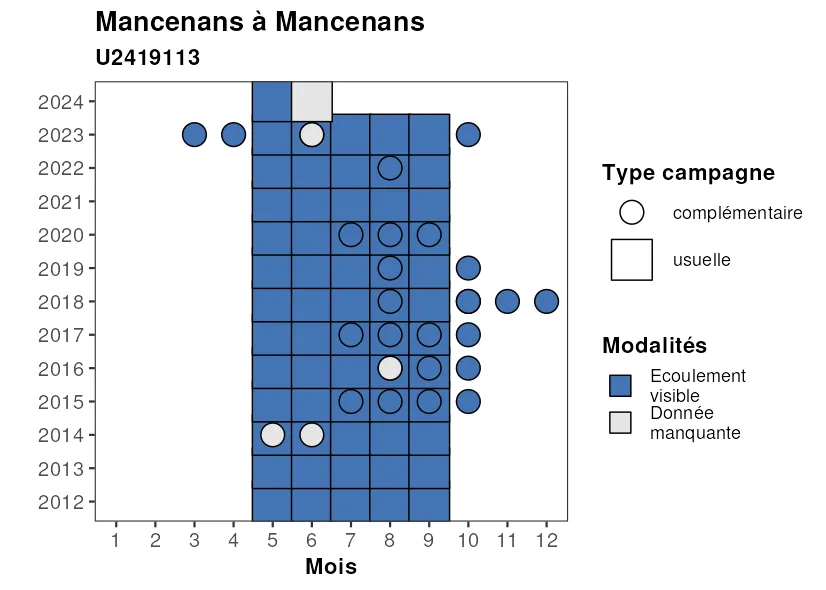 Mancenans à Mancenans
U2419113
2024
2023
2022
2021
2020
2019
2018
2017
2016
2015
2014
2013
2012
1 2 3 4 5 6 7 8 9 10 11 12
Mois
Type campagne
complémentaire
usuelle
Modalités
Ecoulement
visible
Donnée
manquante